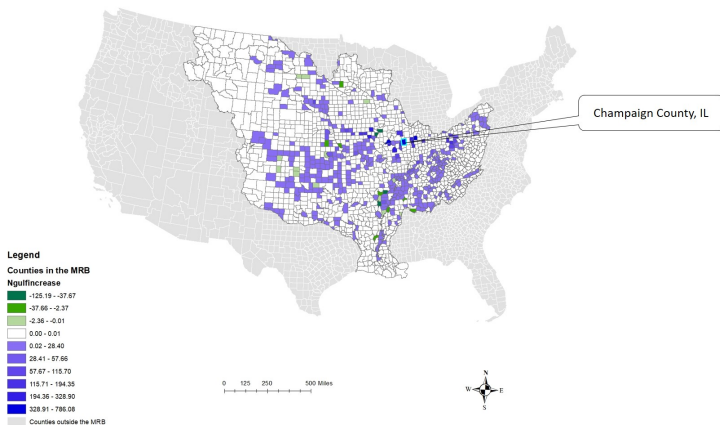 Champaign County, IL
Legend
Counties in the MRB
Ngulfincrease
-125.19 - -37.67
-37.66 - -2.37
-2.36 - -0.01
0.00 - 0.01
0.02 - 28.40
28.41 - 57.66
57.67 - 115.70
115.71 - 194.35
194.36 - 328.90
328.91 - 786.08
Counties outside the MRB
0 125 250 500 Miles
N
W E
S